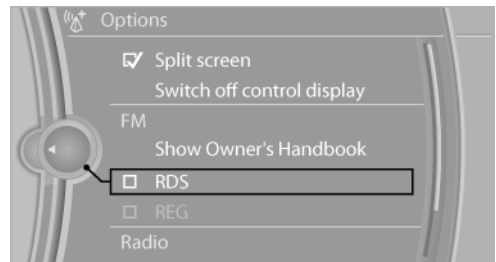 Options
Split screen
Switch off control display
FM
Show Owner's Handbook
RDS
REG
Radio